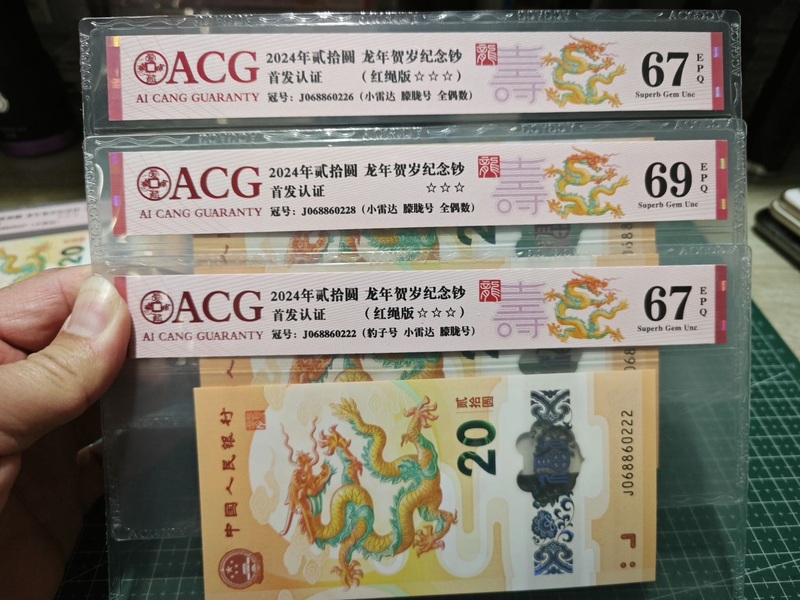 ACG
AI CANG GUARANTY
2024年贰拾圆 龙年贺岁纪念钞
首发认证 (红绳版☆☆☆)
冠号: J068860226 (小雷达 朦胧号 全偶数)
龍
壽
67
EPQ
Superb Gem Unc
ACG
AI CANG GUARANTY
2024年贰拾圆 龙年贺岁纪念钞
首发认证 ☆☆☆
冠号: J068860228 (小雷达 朦胧号 全偶数)
龍
壽
69
EPQ
Superb Gem Unc
ACG
AI CANG GUARANTY
2024年贰拾圆 龙年贺岁纪念钞
首发认证 (红绳版☆☆☆)
冠号: J068860222 (豹子号 小雷达 朦胧号)
龍
壽
67
EPQ
Superb Gem Unc
中国人民银行
20
贰拾圆
J068860222
20